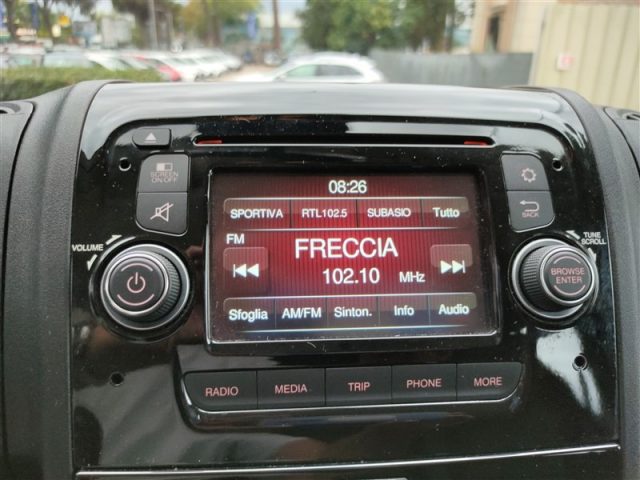 SCREEN
ON/OFF
BACK
VOLUME
TUNE
SCROLL
08:26
SPORTIVA RTL102.5 SUBASIO Tutto
FM
FRECCIA
102.10 MHz
Sfoglia AM/FM Sinton. Info Audio
BROWSE
ENTER
RADIO MEDIA TRIP PHONE MORE